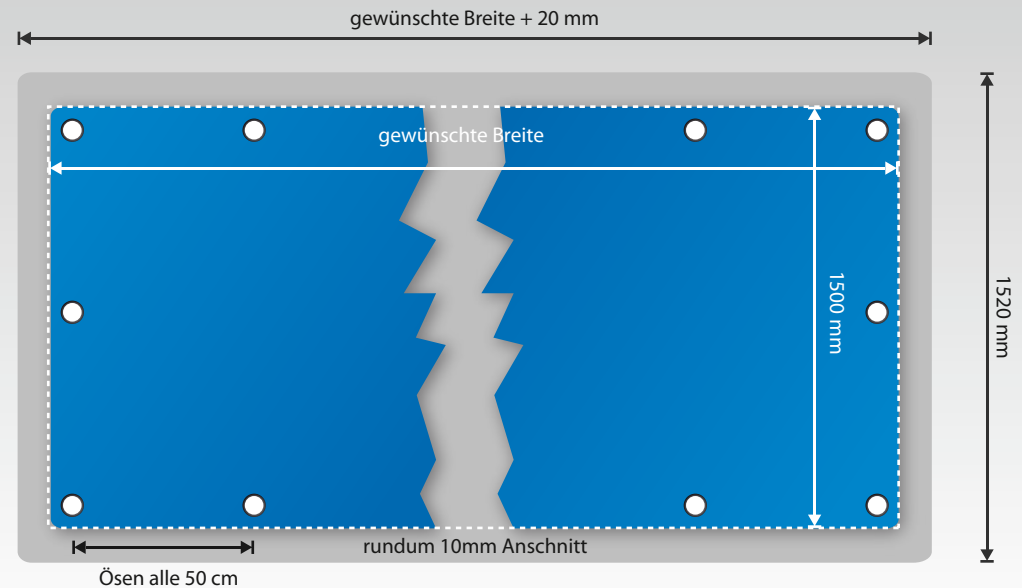 gewünschte Breite + 20 mm
gewünschte Breite
1500 mm
1520 mm
rundum 10mm Anschnitt
Ösen alle 50 cm